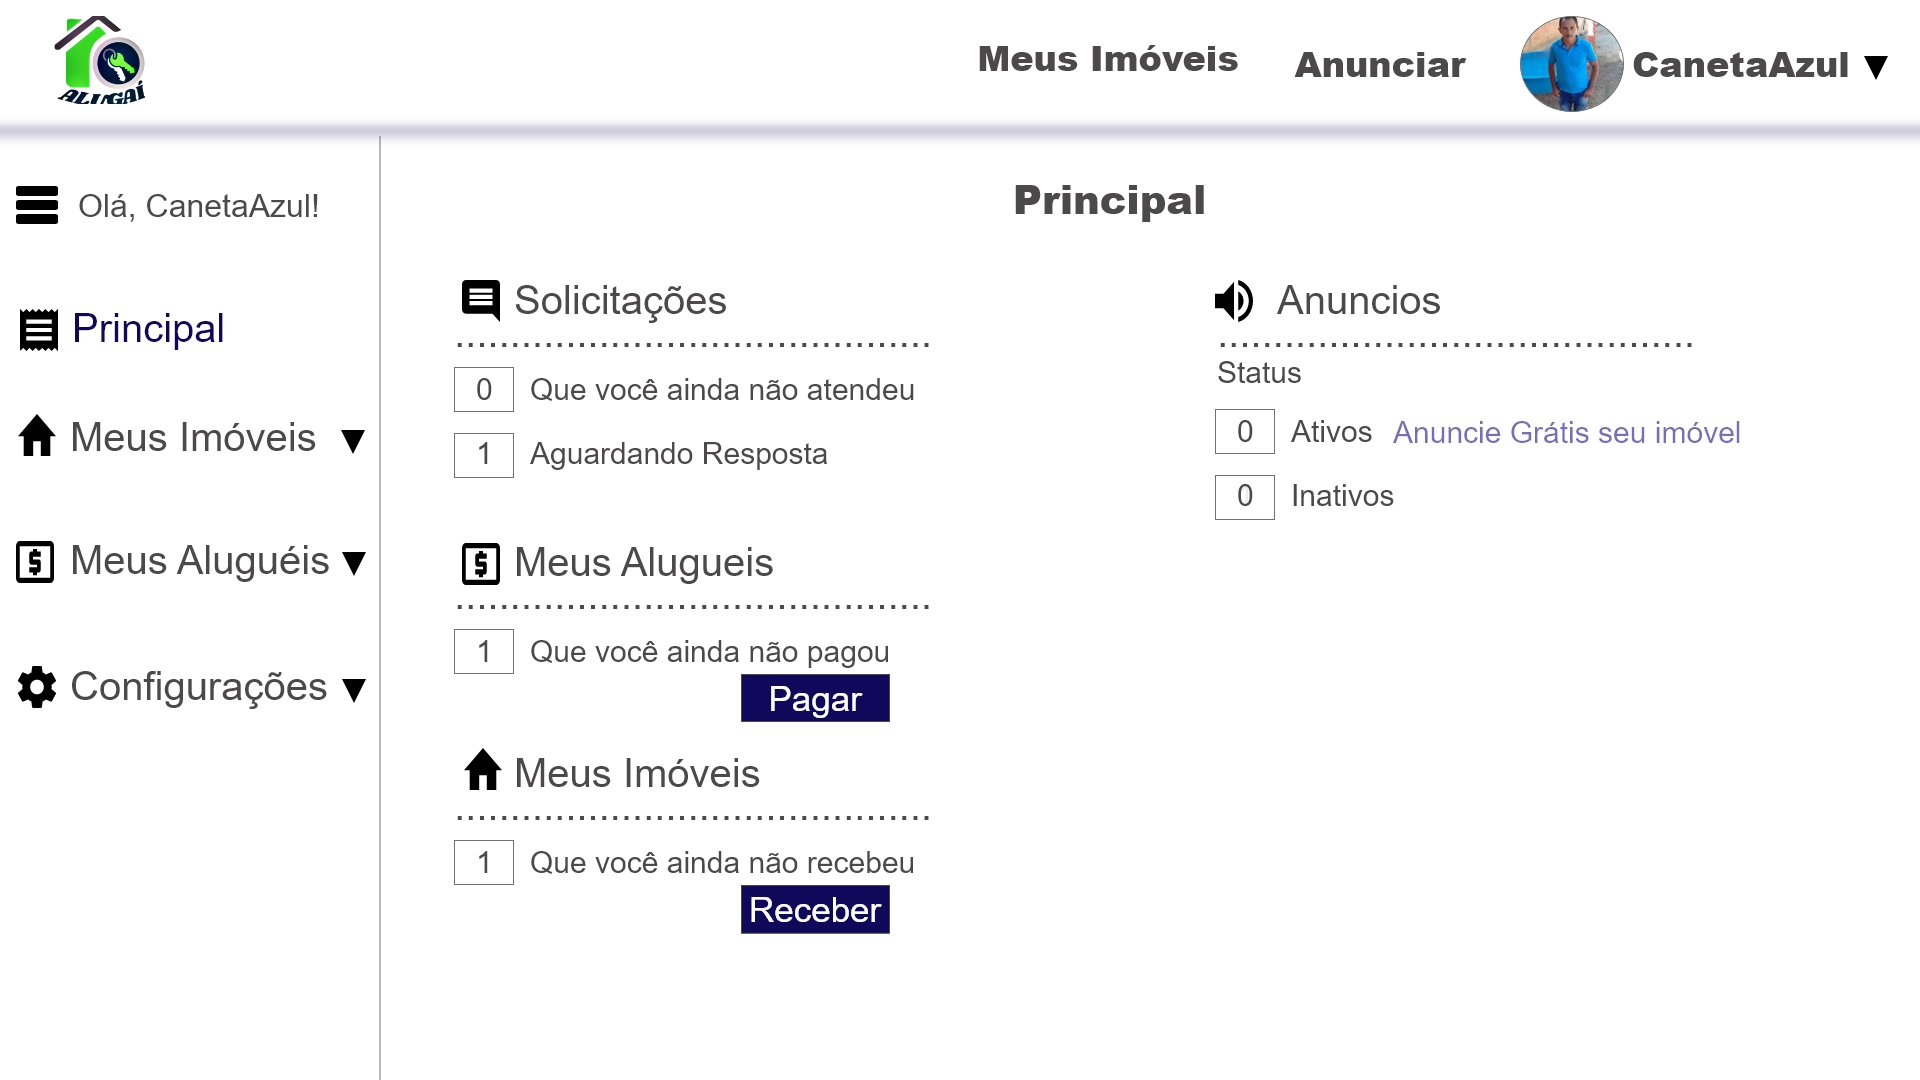 ALUGAÍ
Meus Imóveis
Anunciar
CanetaAzul ▼
Olá, CanetaAzul!
Principal
Meus Imóveis ▼
Meus Aluguéis ▼
Configurações ▼
Principal
Solicitações
0 Que você ainda não atendeu
1 Aguardando Resposta
Meus Alugueis
1 Que você ainda não pagou
Pagar
Meus Imóveis
1 Que você ainda não recebeu
Receber
Anuncios
Status
0 Ativos Anuncie Grátis seu imóvel
0 Inativos